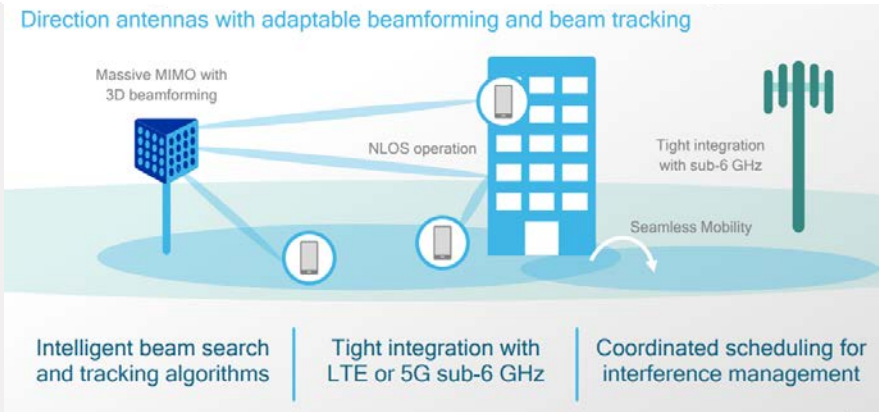 Direction antennas with adaptable beamforming and beam tracking
Massive MIMO with
3D beamforming
NLOS operation
Tight integration
with sub-6 GHz
Seamless Mobility
Intelligent beam search
and tracking algorithms
Tight integration with
LTE or 5G sub-6 GHz
Coordinated scheduling for
interference management